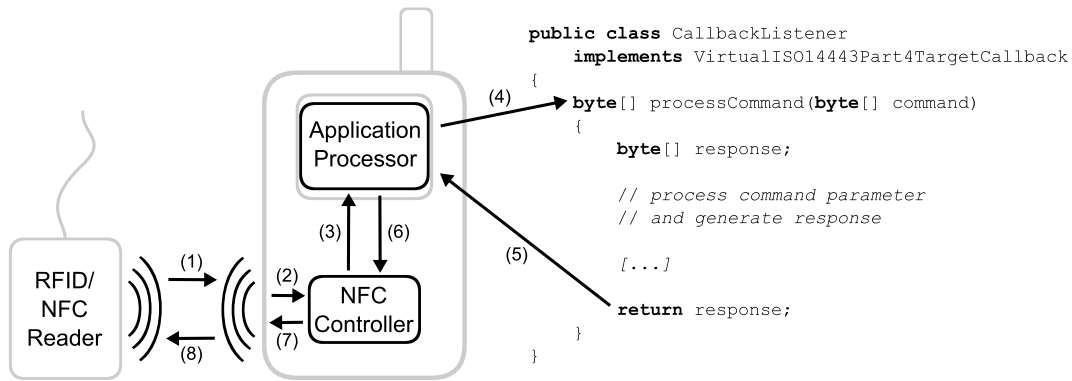 public class CallbackListener
implements VirtualISO14443Part4TargetCallback
{
(4)
byte[] processCommand(byte[] command)
{
Application
Processor
byte[] response;
// process command parameter
// and generate response
(3)
(6)
(5)
[...]
(1)
(2)
RFID/
NFC
Reader
NFC
Controller
return response;
(8)
(7)
}
}